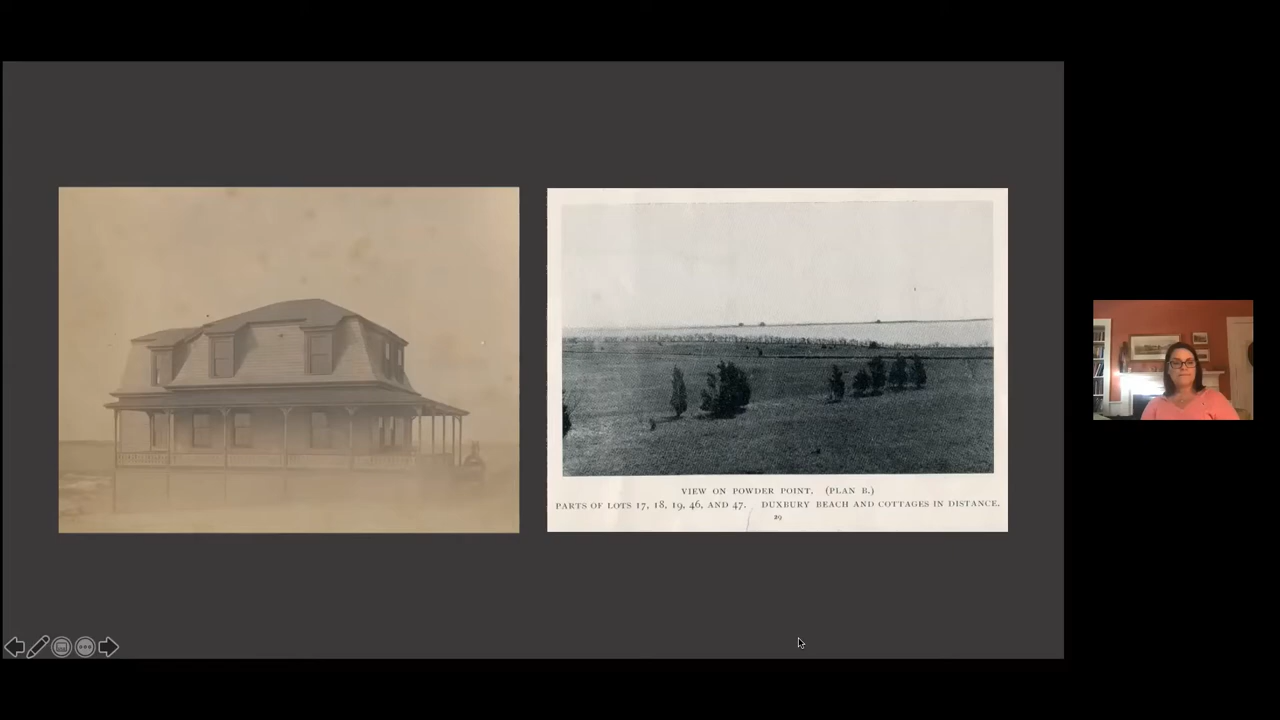 VIEW ON POWDER POINT. (PLAN B.)
PARTS OF LOTS 17, 18, 19, 46, AND 47. DUXBURY BEACH AND COTTAGES IN DISTANCE.
29